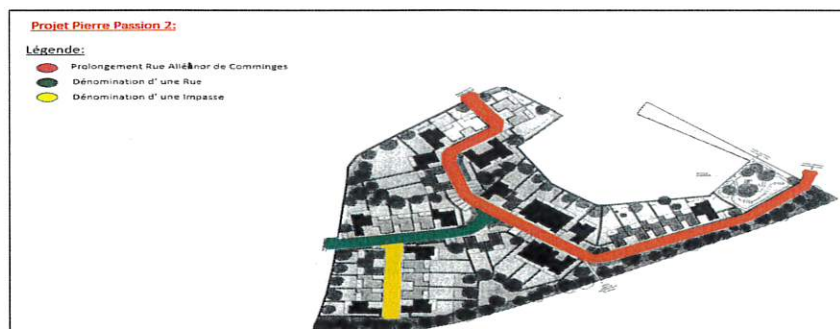 Projet Pierre Passion 2:
Légende:
Prolongement Rue Aliénor de Comminges
Dénomination d' une Rue
Dénomination d' une Impasse